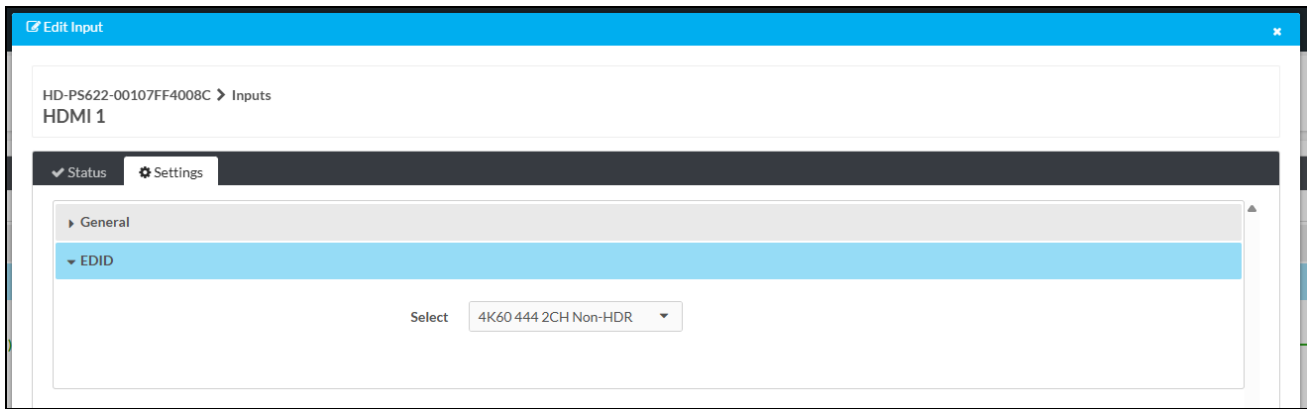 Edit Input
HD-PS622-00107FF4008C > Inputs
HDMI 1
Status Settings
General
EDID
Select 4K60 444 2CH Non-HDR